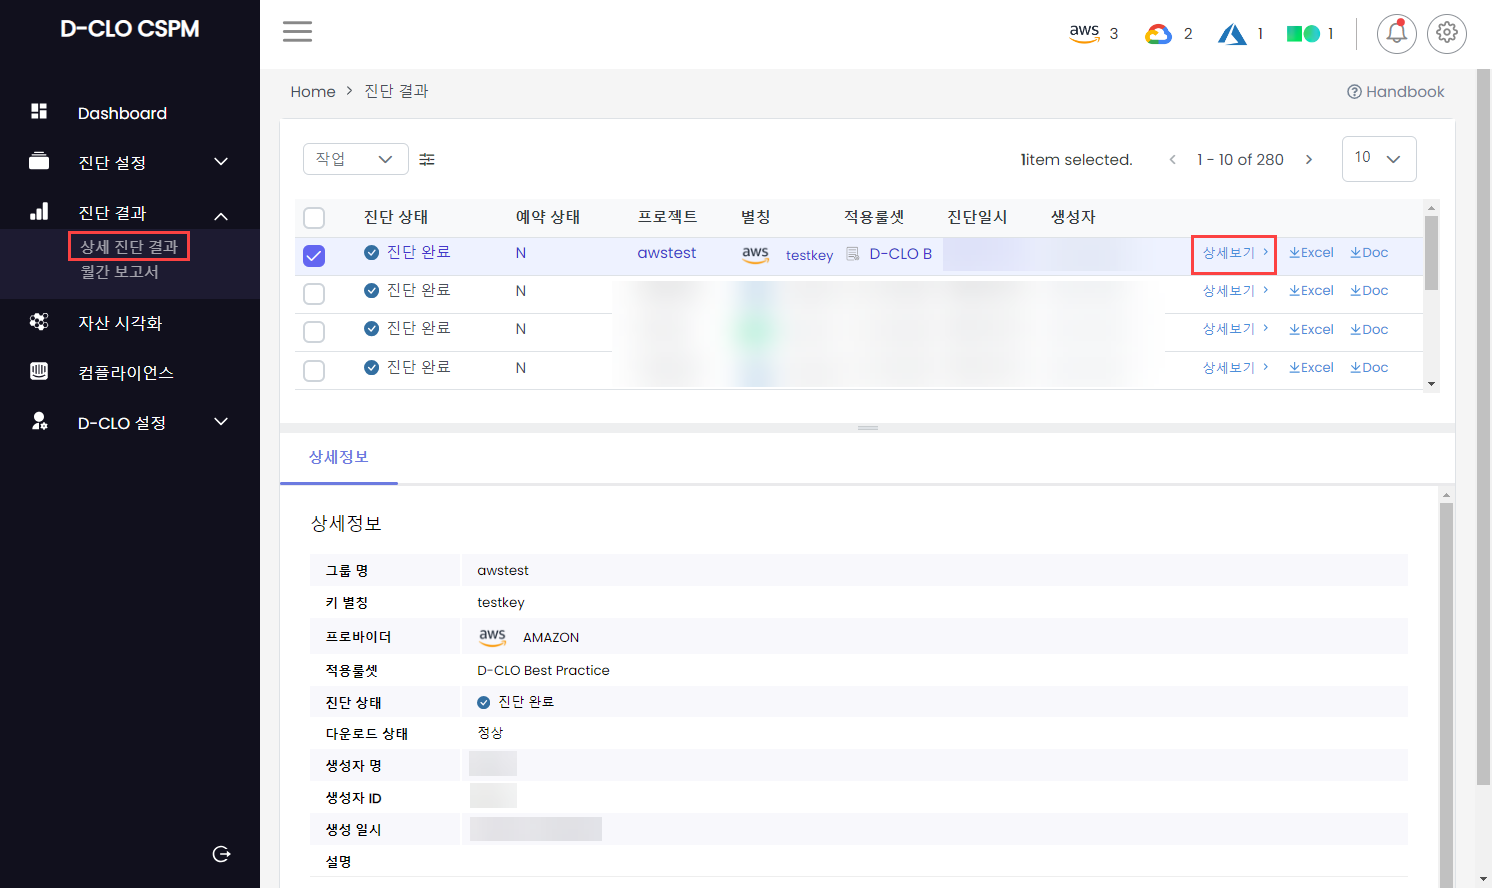 D-CLO CSPM
Dashboard
진단 설정
진단 결과
상세 진단 결과
월간 보고서
자산 시각화
컴플라이언스
D-CLO 설정
aws 3 2 1 1
Home > 진단 결과
Handbook
작업
1item selected.
1 - 10 of 280
10
진단 상태 예약 상태 프로젝트 별칭 적용룰셋 진단일시 생성자
진단 완료 N awstest aws testkey D-CLO B 상세보기 > Excel Doc
진단 완료 N 상세보기 > Excel Doc
진단 완료 N 상세보기 > Excel Doc
진단 완료 N 상세보기 > Excel Doc
상세정보
상세정보
그룹 명 awstest
키 별칭 testkey
프로바이더 aws AMAZON
적용룰셋 D-CLO Best Practice
진단 상태 진단 완료
다운로드 상태 정상
생성자 명
생성자 ID
생성 일시
설명